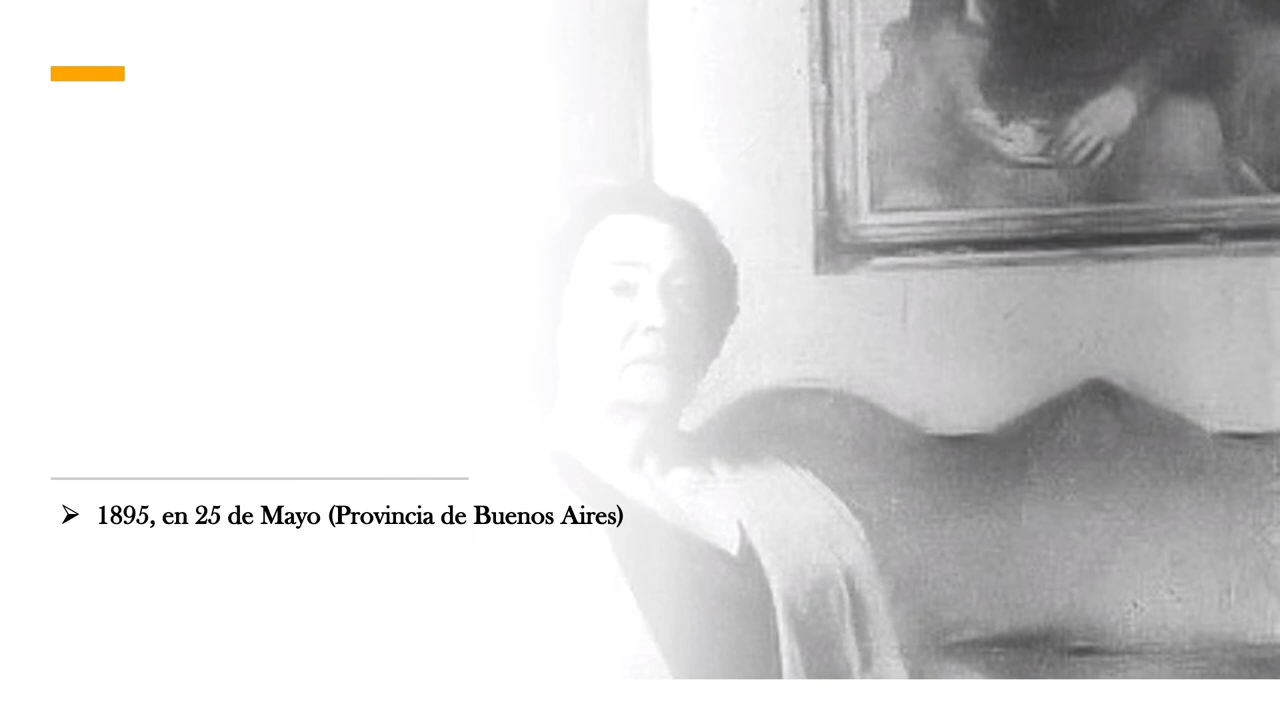 ➢ 1895, en 25 de Mayo (Provincia de Buenos Aires)